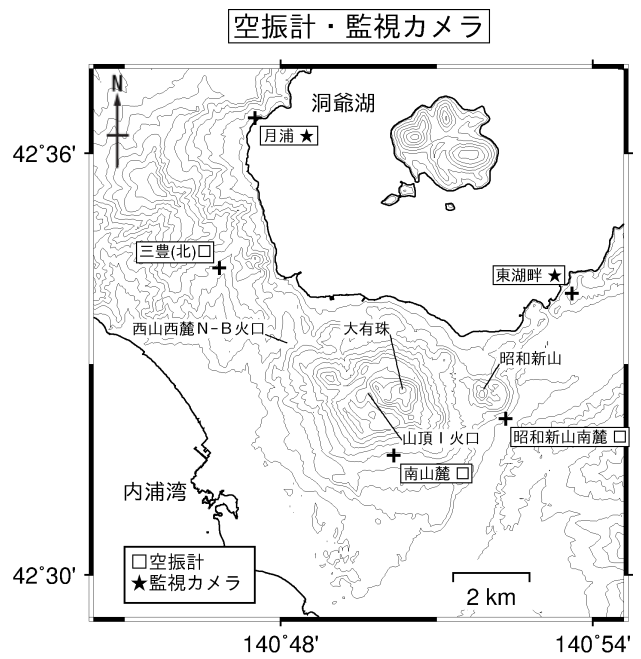 空振計・監視カメラ
N
洞爺湖
月浦 ★
42°36'
三豊(北)□
東湖畔 ★
西山西麓N-B火口
大有珠
昭和新山
山頂 I 火口
昭和新山南麓 □
南山麓 □
内浦湾
□空振計
★監視カメラ
42°30'
2 km
140°48'
140°54'